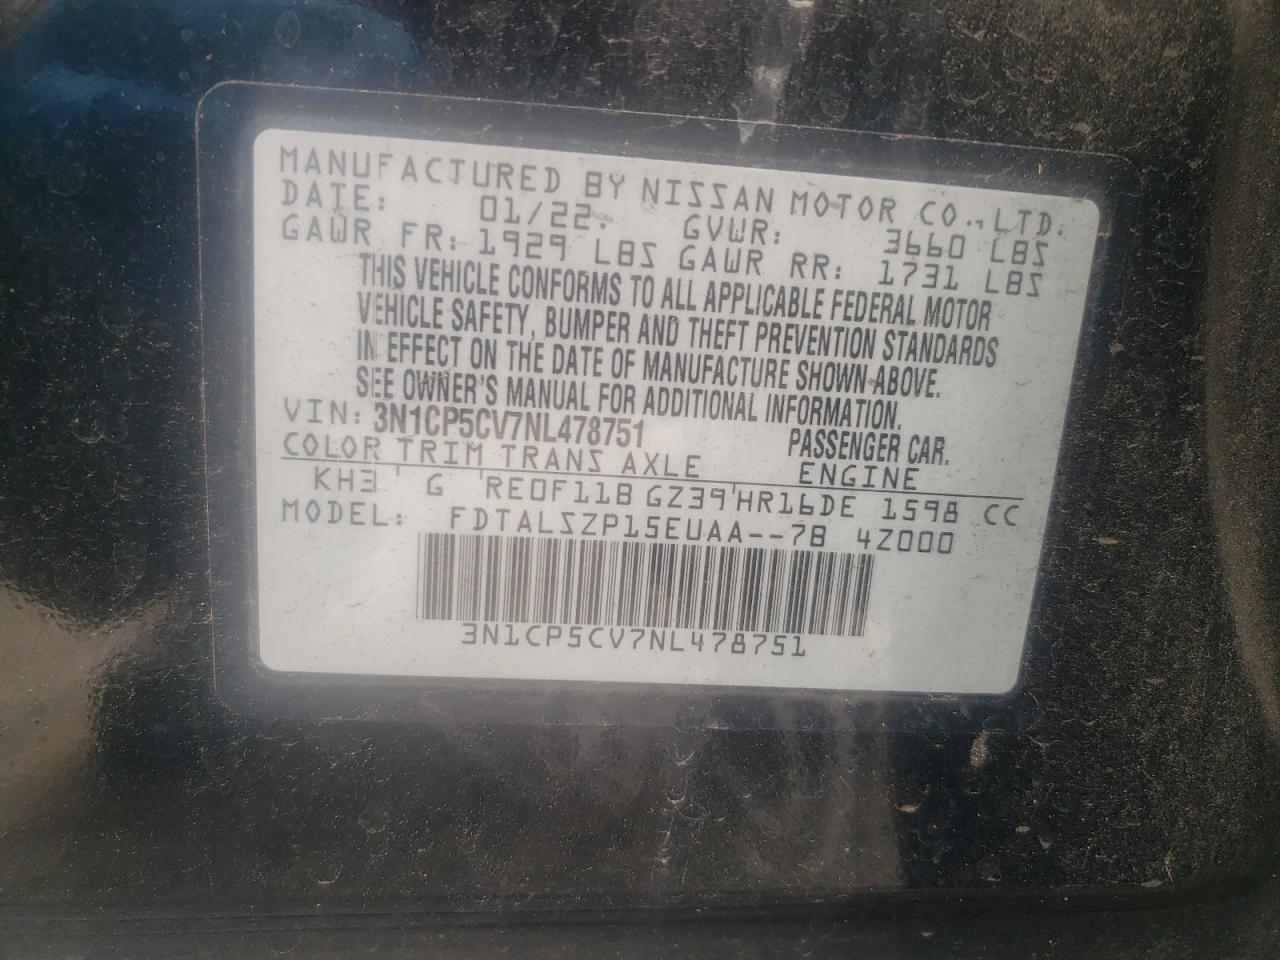 MANUFACTURED BY NISSAN MOTOR CO., LTD.
DATE: 01/22. GVWR: 3660 LBS
GAWR FR: 1929 LBS GAWR RR: 1731 LBS
THIS VEHICLE CONFORMS TO ALL APPLICABLE FEDERAL MOTOR
VEHICLE SAFETY, BUMPER AND THEFT PREVENTION STANDARDS
IN EFFECT ON THE DATE OF MANUFACTURE SHOWN ABOVE.
SEE OWNER'S MANUAL FOR ADDITIONAL INFORMATION.
VIN: 3N1CP5CV7NL478751 PASSENGER CAR.
COLOR TRIM TRANS AXLE ENGINE
KH3 G RE0F11B GZ39 HR16DE 1598 CC
MODEL: FDTALSZP15EUAA--7B 4Z000
3N1CP5CV7NL478751